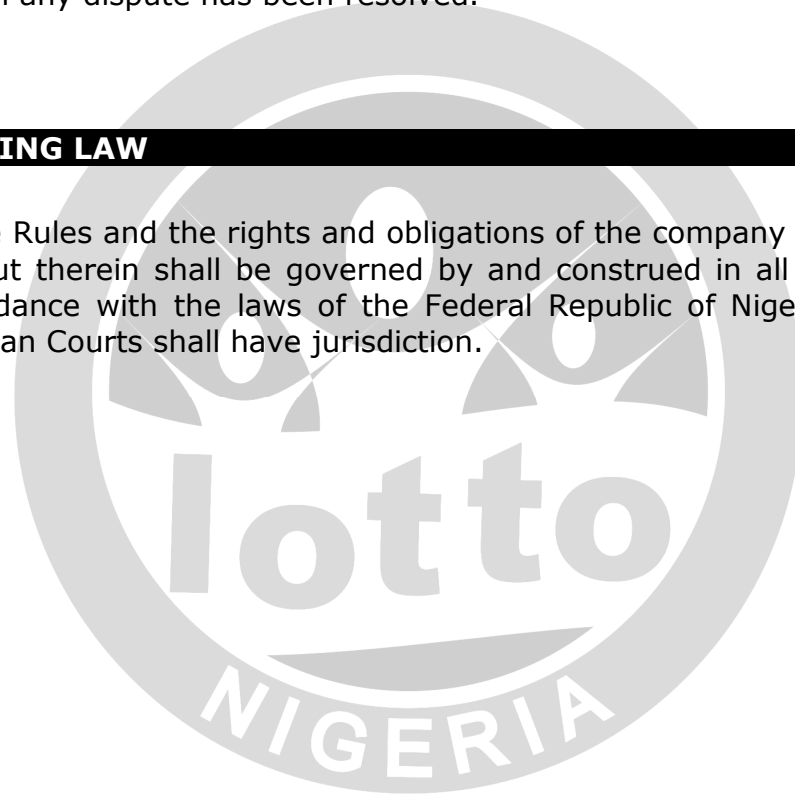 any dispute has been resolved.
ING LAW
Rules and the rights and obligations of the company
ut therein shall be governed by and construed in all
dance with the laws of the Federal Republic of Nige
an Courts shall have jurisdiction.
lotto
NIGERIA